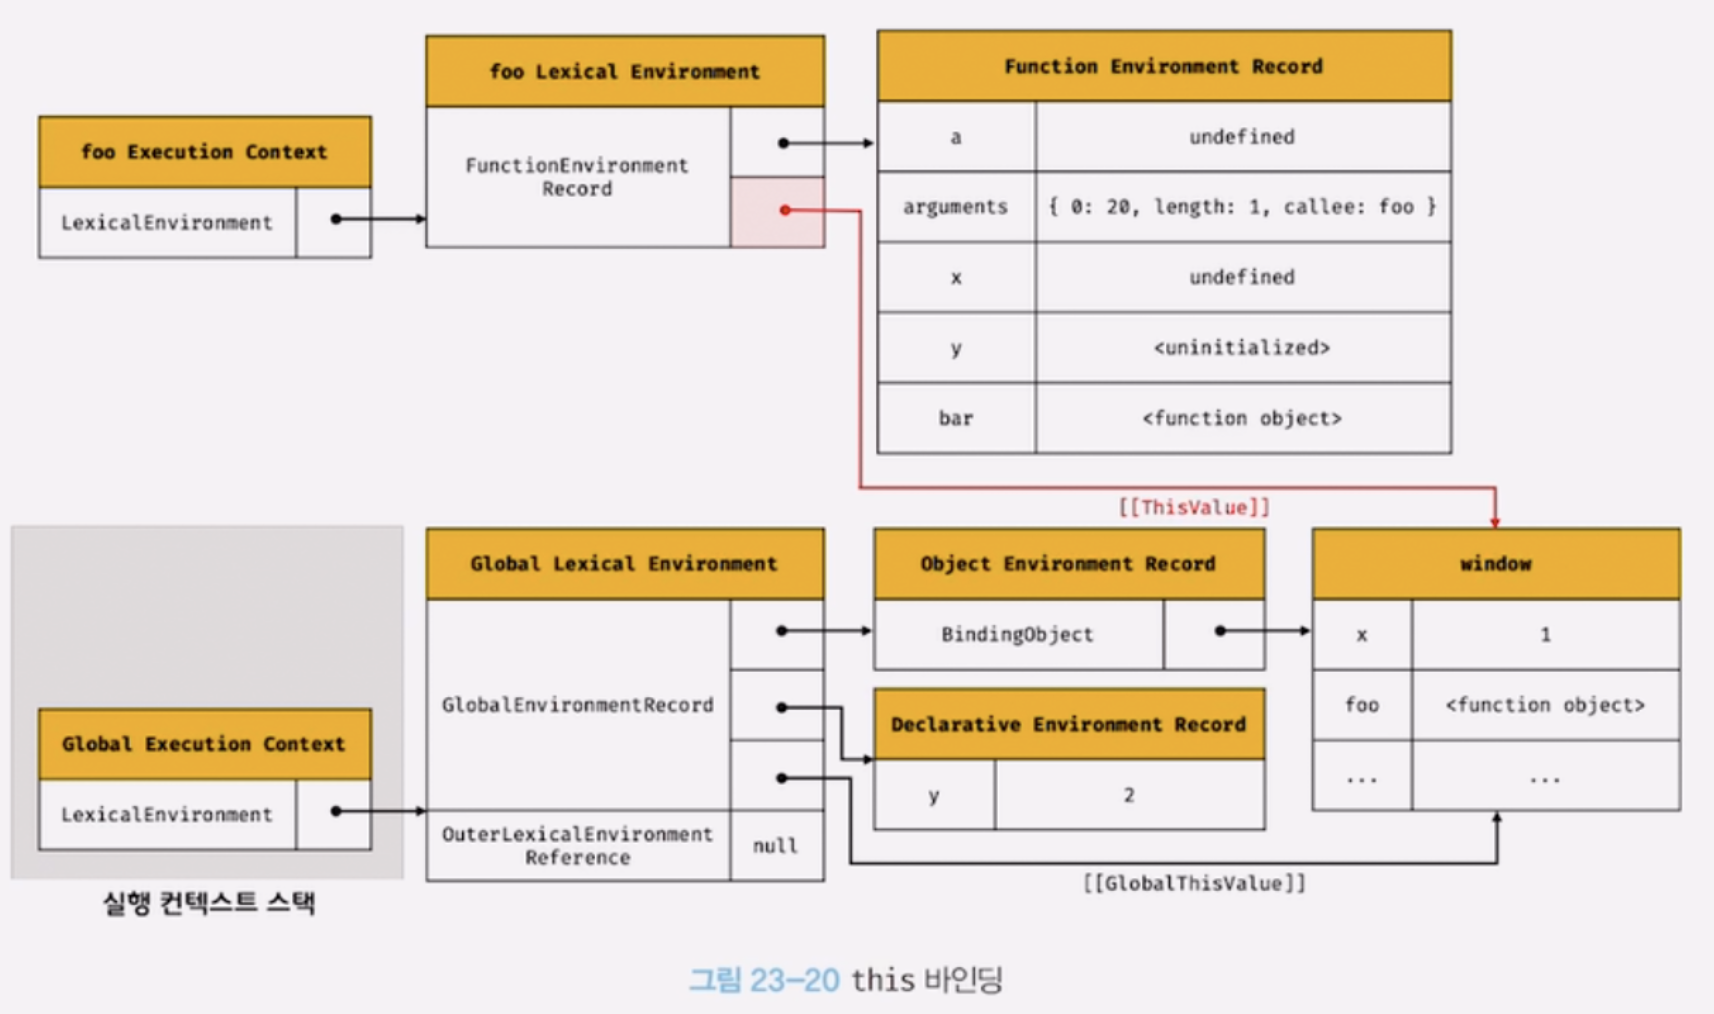 foo Execution Context
LexicalEnvironment
foo Lexical Environment
FunctionEnvironment
Record
Function Environment Record
a
undefined
arguments
{ 0: 20, length: 1, callee: foo }
x
undefined
y
<uninitialized>
bar
<function object>
[[ThisValue]]
Global Execution Context
LexicalEnvironment
실행 컨텍스트 스택
Global Lexical Environment
GlobalEnvironmentRecord
OuterLexicalEnvironment
Reference
null
Object Environment Record
BindingObject
Declarative Environment Record
y
2
window
x
1
foo
<function object>
...
...
[[GlobalThisValue]]
그림 23-20 this 바인딩